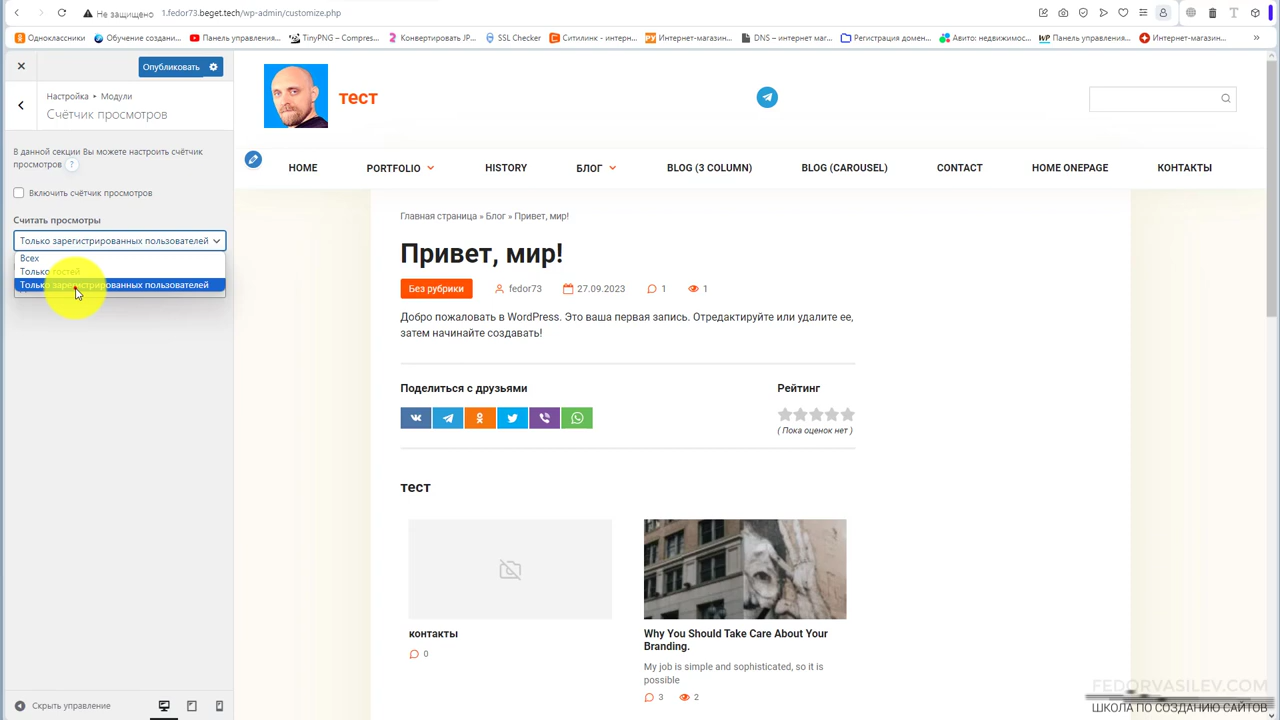 Не защищено
1.fedor73.beget.tech/wp-admin/customize.php
Одноклассники
Обучение создани...
Панель управления...
TinyPNG – Compres...
Конвертировать JP...
SSL Checker
Ситилинк - интерн...
Интернет-магазин...
DNS – интернет маг...
Регистрация домен...
Авито: недвижимос...
Панель управления...
Интернет-магазин...
Опубликовать
Настройка ▸ Модули
Счётчик просмотров
В данной секции Вы можете настроить счётчик
просмотров ?
Включить счётчик просмотров
Считать просмотры
Только зарегистрированных пользователей
Всех
Только гостей
Только зарегистрированных пользователей
Скрыть управление
тест
HOME
PORTFOLIO
HISTORY
БЛОГ
BLOG (3 COLUMN)
BLOG (CAROUSEL)
CONTACT
HOME ONEPAGE
КОНТАКТЫ
Главная страница » Блог » Привет, мир!
Привет, мир!
Без рубрики
fedor73
27.09.2023
1
1
Добро пожаловать в WordPress. Это ваша первая запись. Отредактируйте или удалите ее,
затем начинайте создавать!
Поделиться с друзьями
Рейтинг
( Пока оценок нет )
тест
контакты
0
Why You Should Take Care About Your
Branding.
My job is simple and sophisticated, so it is
possible
3
2
FEDORVASILEV.COM
ШКОЛА ПО СОЗДАНИЮ САЙТОВ